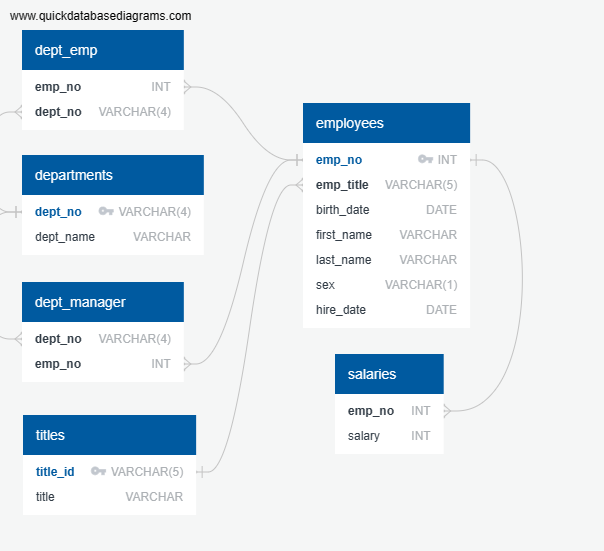 www.quickdatabasediagrams.com
dept_emp
emp_no INT
dept_no VARCHAR(4)
departments
dept_no VARCHAR(4)
dept_name VARCHAR
dept_manager
dept_no VARCHAR(4)
emp_no INT
titles
title_id VARCHAR(5)
title VARCHAR
employees
emp_no INT
emp_title VARCHAR(5)
birth_date DATE
first_name VARCHAR
last_name VARCHAR
sex VARCHAR(1)
hire_date DATE
salaries
emp_no INT
salary INT